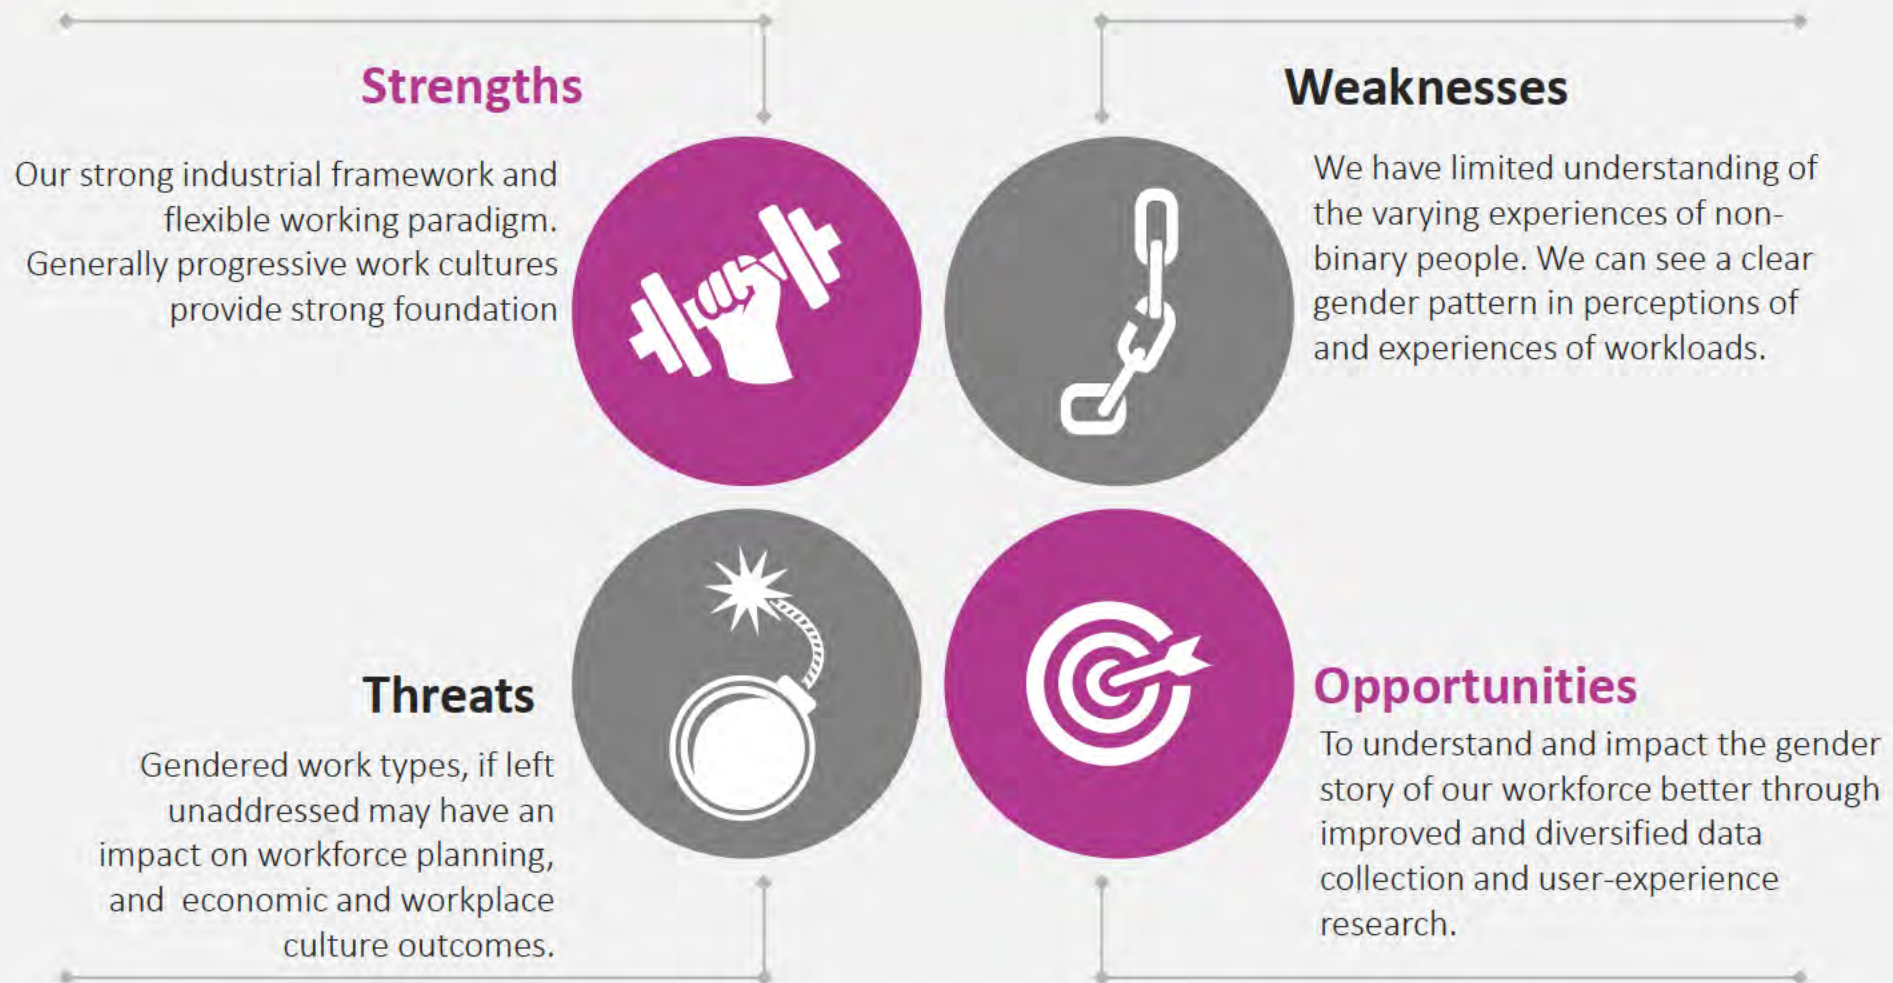 Strengths
Our strong industrial framework and
flexible working paradigm.
Generally progressive work cultures
provide strong foundation
Weaknesses
We have limited understanding of
the varying experiences of non-
binary people. We can see a clear
gender pattern in perceptions of
and experiences of workloads.
Threats
Gendered work types, if left
unaddressed may have an
impact on workforce planning,
and  economic and workplace
culture outcomes.
Opportunities
To understand and impact the gender
story of our workforce better through
improved and diversified data
collection and user-experience
research.